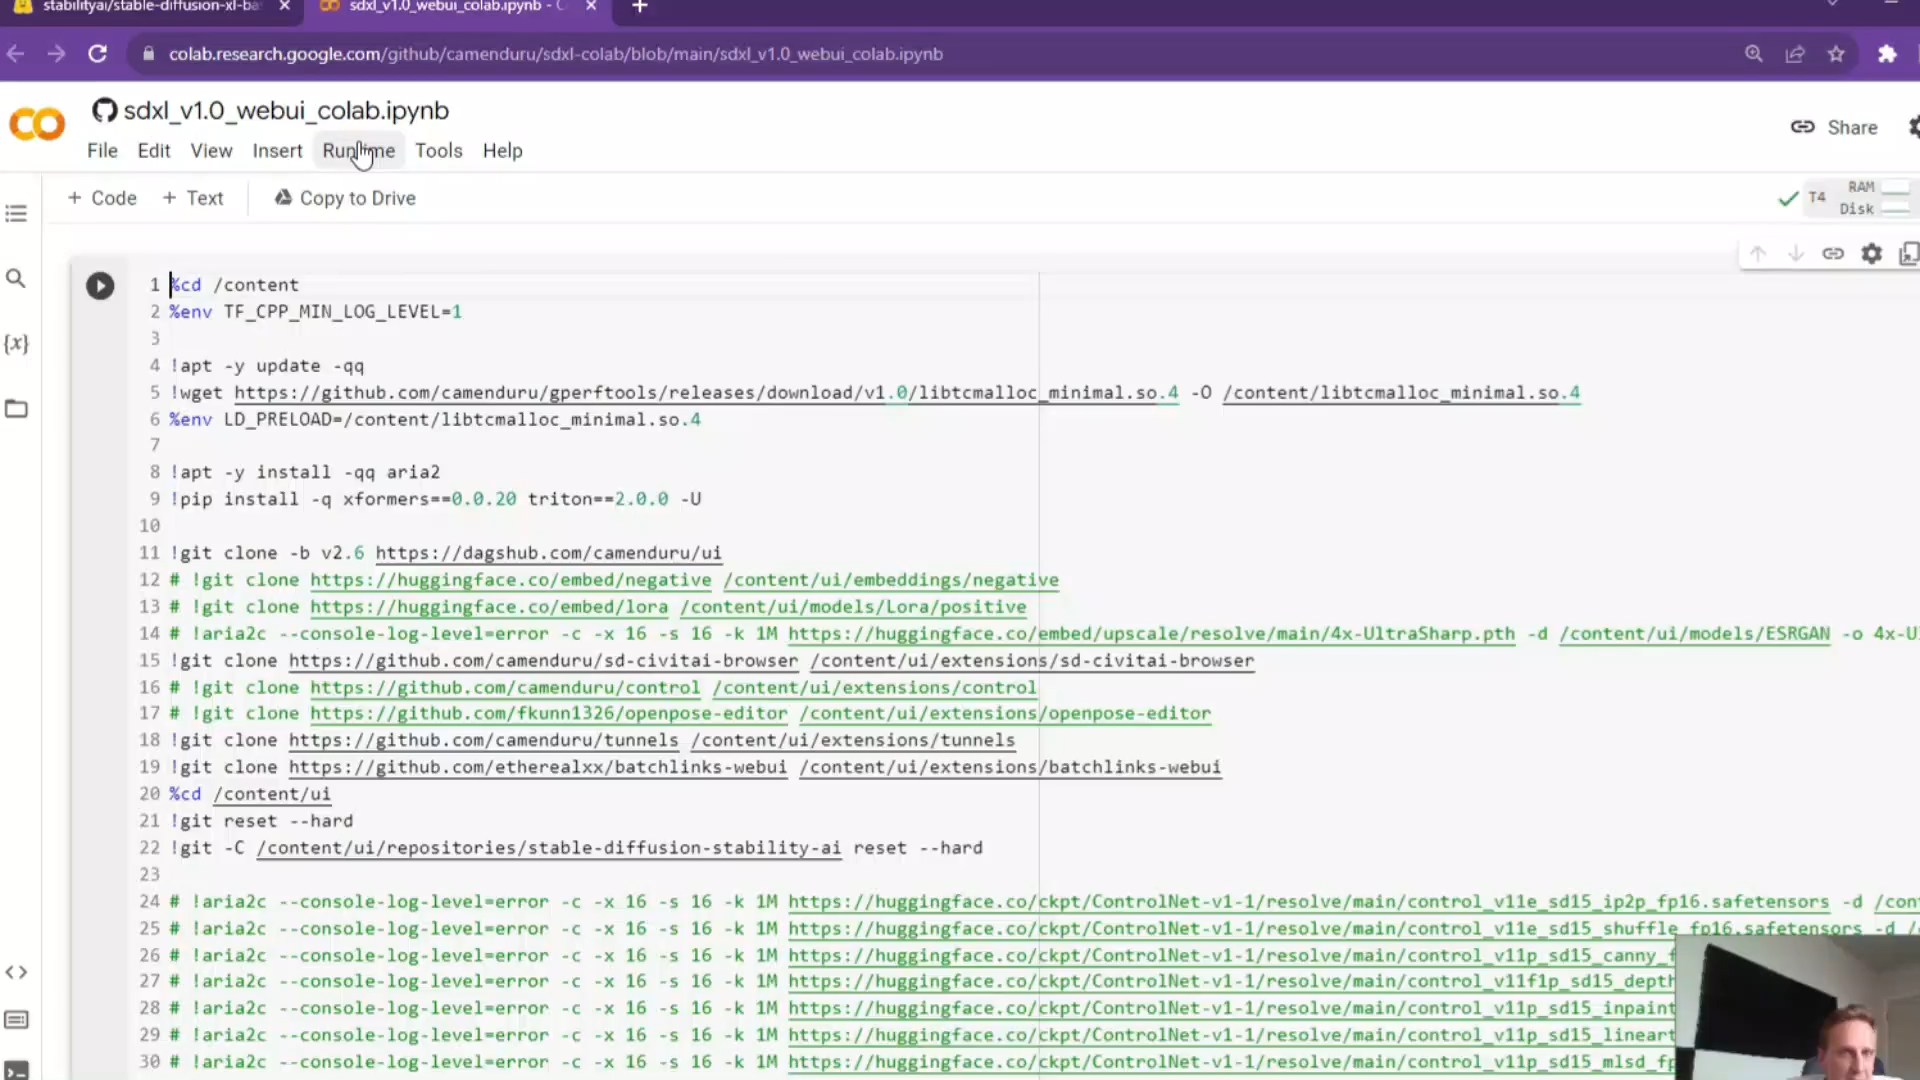 stabilityai/stable-diffusion-xl-ba
sdxl_v1.0_webui_colab.ipynb - C
colab.research.google.com/github/camenduru/sdxl-colab/blob/main/sdxl_v1.0_webui_colab.ipynb
sdxl_v1.0_webui_colab.ipynb
File Edit View Insert Runtime Tools Help
Share
+ Code + Text Copy to Drive
T4 RAM
Disk
1 %cd /content
2 %env TF_CPP_MIN_LOG_LEVEL=1
3
4 !apt -y update -qq
5 !wget https://github.com/camenduru/gperftools/releases/download/v1.0/libtcmalloc_minimal.so.4 -O /content/libtcmalloc_minimal.so.4
6 %env LD_PRELOAD=/content/libtcmalloc_minimal.so.4
7
8 !apt -y install -qq aria2
9 !pip install -q xformers==0.0.20 triton==2.0.0 -U
10
11 !git clone -b v2.6 https://dagshub.com/camenduru/ui
12 # !git clone https://huggingface.co/embed/negative /content/ui/embeddings/negative
13 # !git clone https://huggingface.co/embed/lora /content/ui/models/Lora/positive
14 # !aria2c --console-log-level=error -c -x 16 -s 16 -k 1M https://huggingface.co/embed/upscale/resolve/main/4x-UltraSharp.pth -d /content/ui/models/ESRGAN -o 4x-U
15 !git clone https://github.com/camenduru/sd-civitai-browser /content/ui/extensions/sd-civitai-browser
16 # !git clone https://github.com/camenduru/control /content/ui/extensions/control
17 # !git clone https://github.com/fkunn1326/openpose-editor /content/ui/extensions/openpose-editor
18 !git clone https://github.com/camenduru/tunnels /content/ui/extensions/tunnels
19 !git clone https://github.com/etherealxx/batchlinks-webui /content/ui/extensions/batchlinks-webui
20 %cd /content/ui
21 !git reset --hard
22 !git -C /content/ui/repositories/stable-diffusion-stability-ai reset --hard
23
24 # !aria2c --console-log-level=error -c -x 16 -s 16 -k 1M https://huggingface.co/ckpt/ControlNet-v1-1/resolve/main/control_v11e_sd15_ip2p_fp16.safetensors -d /con
25 # !aria2c --console-log-level=error -c -x 16 -s 16 -k 1M https://huggingface.co/ckpt/ControlNet-v1-1/resolve/main/control_v11e_sd15_shuffle_fp16.safetensors -d /
26 # !aria2c --console-log-level=error -c -x 16 -s 16 -k 1M https://huggingface.co/ckpt/ControlNet-v1-1/resolve/main/control_v11p_sd15_canny_f
27 # !aria2c --console-log-level=error -c -x 16 -s 16 -k 1M https://huggingface.co/ckpt/ControlNet-v1-1/resolve/main/control_v11f1p_sd15_depth
28 # !aria2c --console-log-level=error -c -x 16 -s 16 -k 1M https://huggingface.co/ckpt/ControlNet-v1-1/resolve/main/control_v11p_sd15_inpaint
29 # !aria2c --console-log-level=error -c -x 16 -s 16 -k 1M https://huggingface.co/ckpt/ControlNet-v1-1/resolve/main/control_v11p_sd15_lineart
30 # !aria2c --console-log-level=error -c -x 16 -s 16 -k 1M https://huggingface.co/ckpt/ControlNet-v1-1/resolve/main/control_v11p_sd15_mlsd_fp